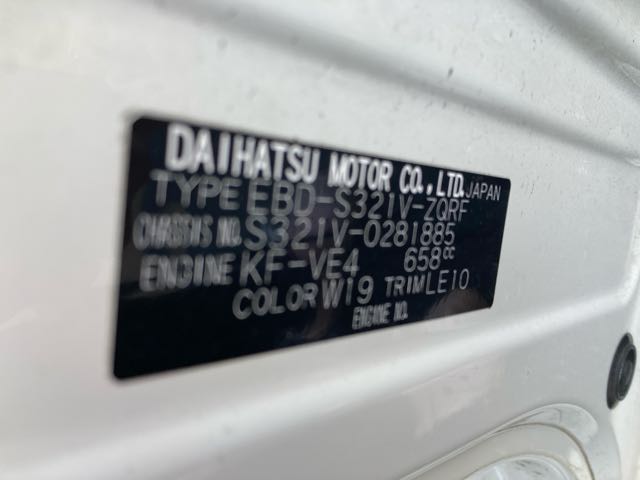 DAIHATSU MOTOR CO.,LTD. JAPAN
TYPE EBD-S321V-ZQRF
CHASSIS NO. S321V-0281885
ENGINE KF-VE4 658cc
COLOR W19 TRIM LE10
ENGINE NO.